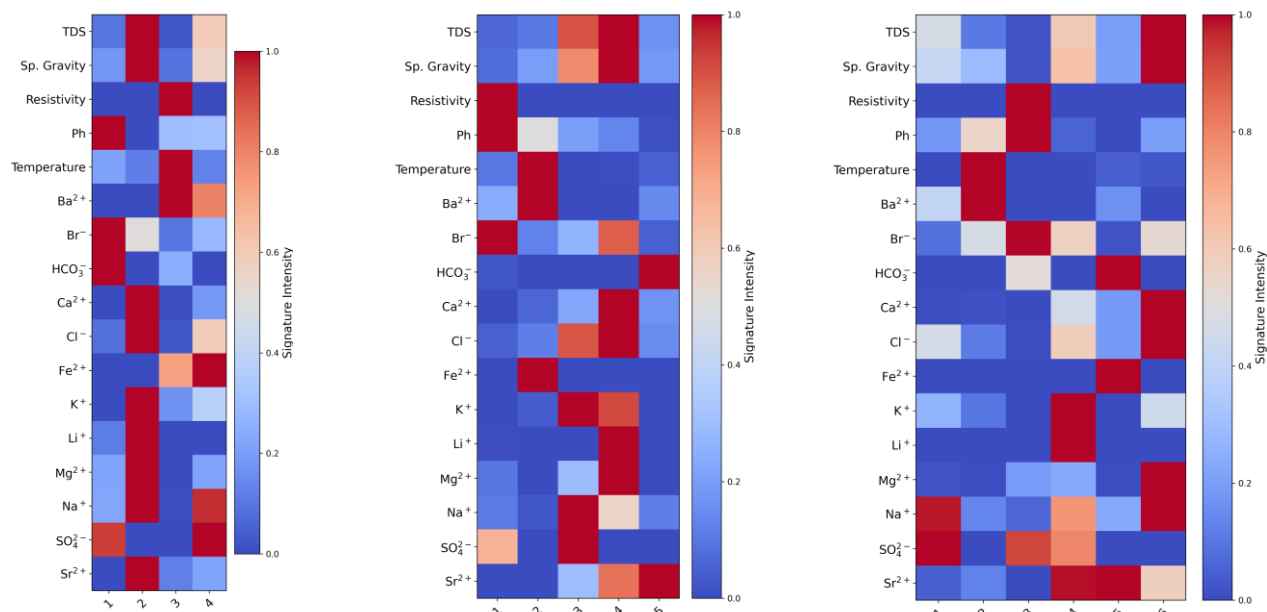 TDS
Sp. Gravity
Resistivity
Ph
Temperature
Ba²⁺
Br⁻
HCO₃⁻
Ca²⁺
Cl⁻
Fe²⁺
K⁺
Li⁺
Mg²⁺
Na⁺
SO₄²⁻
Sr²⁺
1 2 3 4
1.0
0.8
0.6
0.4
0.2
0.0
Signature Intensity
TDS
Sp. Gravity
Resistivity
Ph
Temperature
Ba²⁺
Br⁻
HCO₃⁻
Ca²⁺
Cl⁻
Fe²⁺
K⁺
Li⁺
Mg²⁺
Na⁺
SO₄²⁻
Sr²⁺
1 2 3 4 5
1.0
0.8
0.6
0.4
0.2
0.0
Signature Intensity
TDS
Sp. Gravity
Resistivity
Ph
Temperature
Ba²⁺
Br⁻
HCO₃⁻
Ca²⁺
Cl⁻
Fe²⁺
K⁺
Li⁺
Mg²⁺
Na⁺
SO₄²⁻
Sr²⁺
1.0
0.8
0.6
0.4
0.2
0.0
Signature Intensity